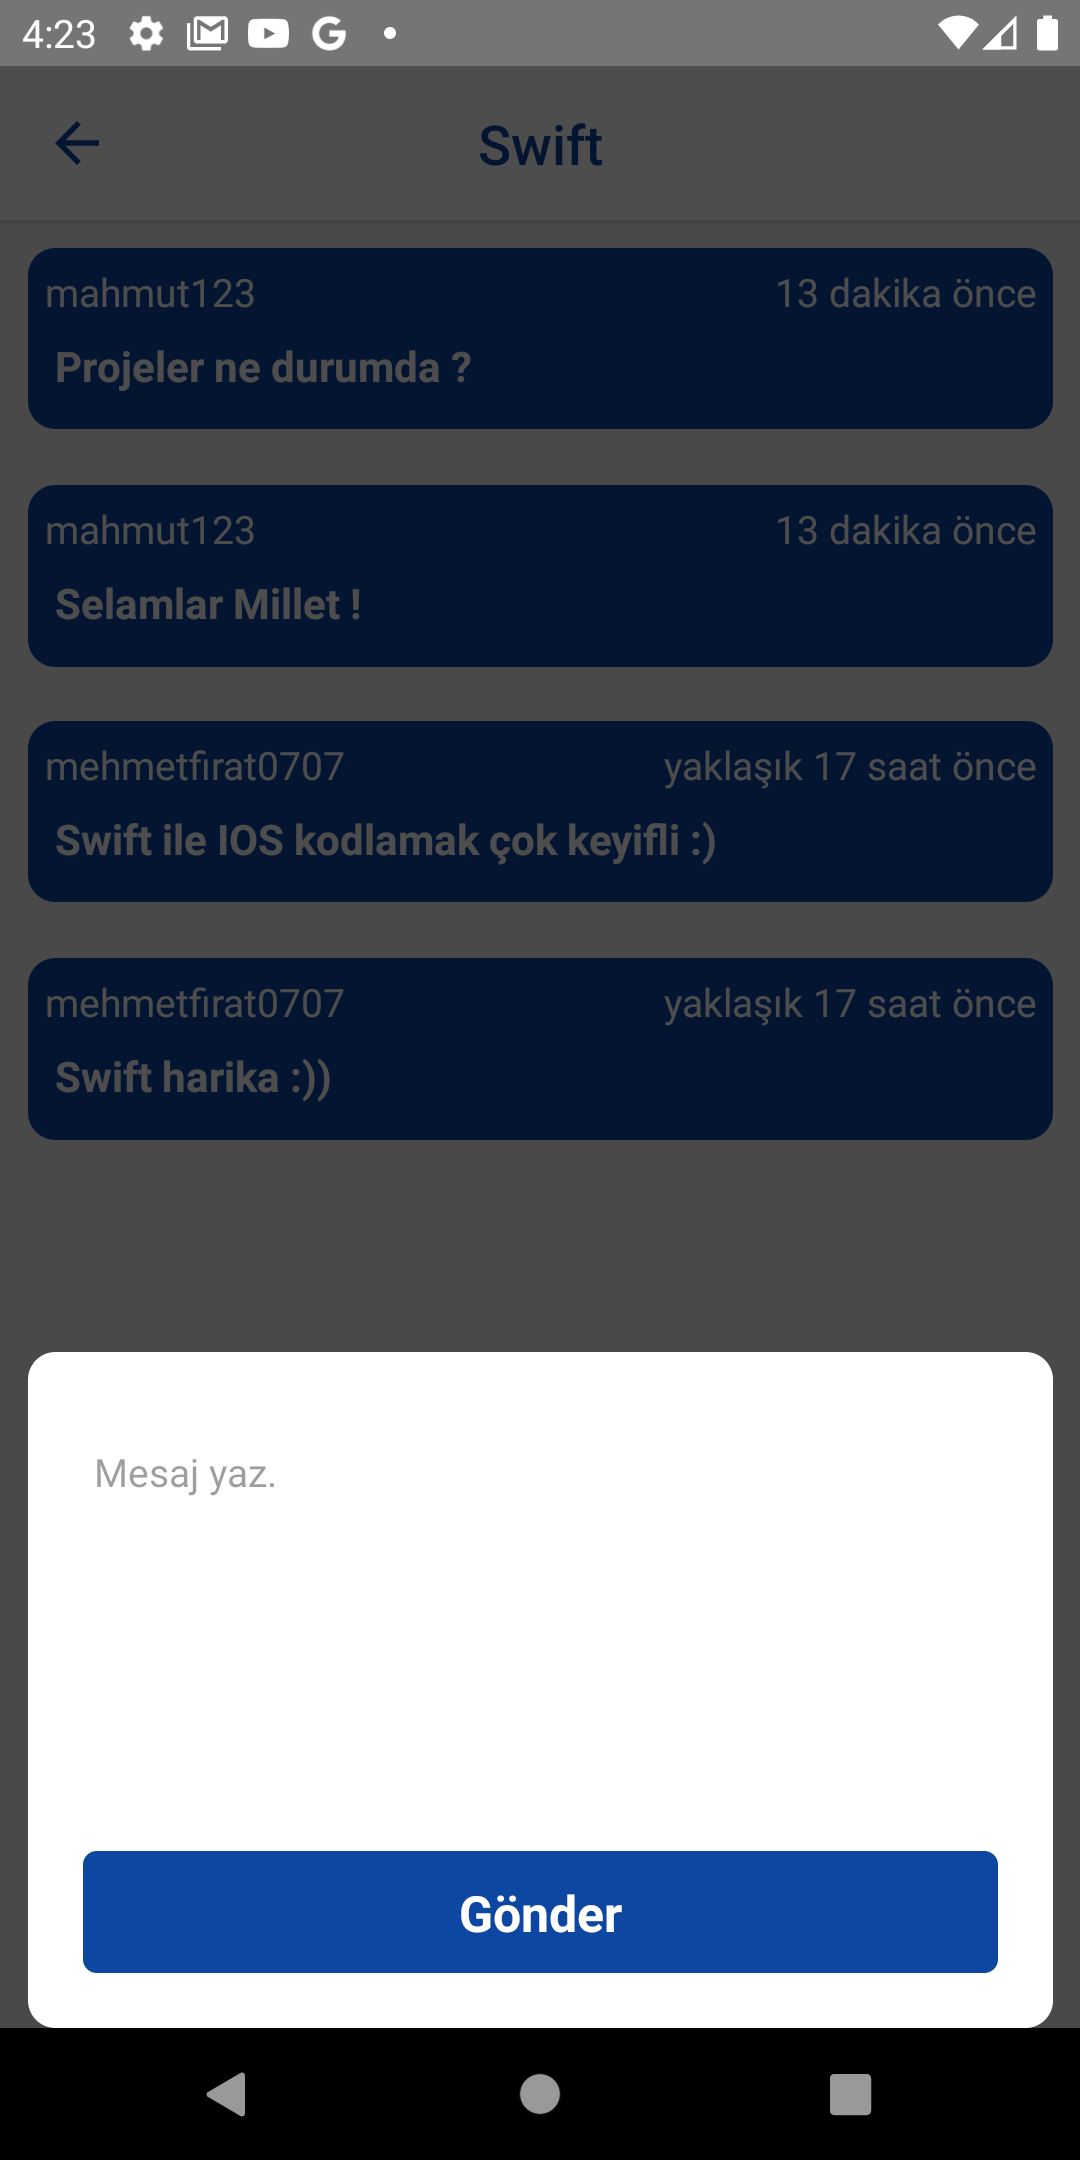 4:23
Swift
mahmut123 13 dakika önce
Projeler ne durumda ?
mahmut123 13 dakika önce
Selamlar Millet !
mehmetfirat0707 yaklaşık 17 saat önce
Swift ile IOS kodlamak çok keyifli :)
mehmetfirat0707 yaklaşık 17 saat önce
Swift harika :))
Mesaj yaz.
Gönder